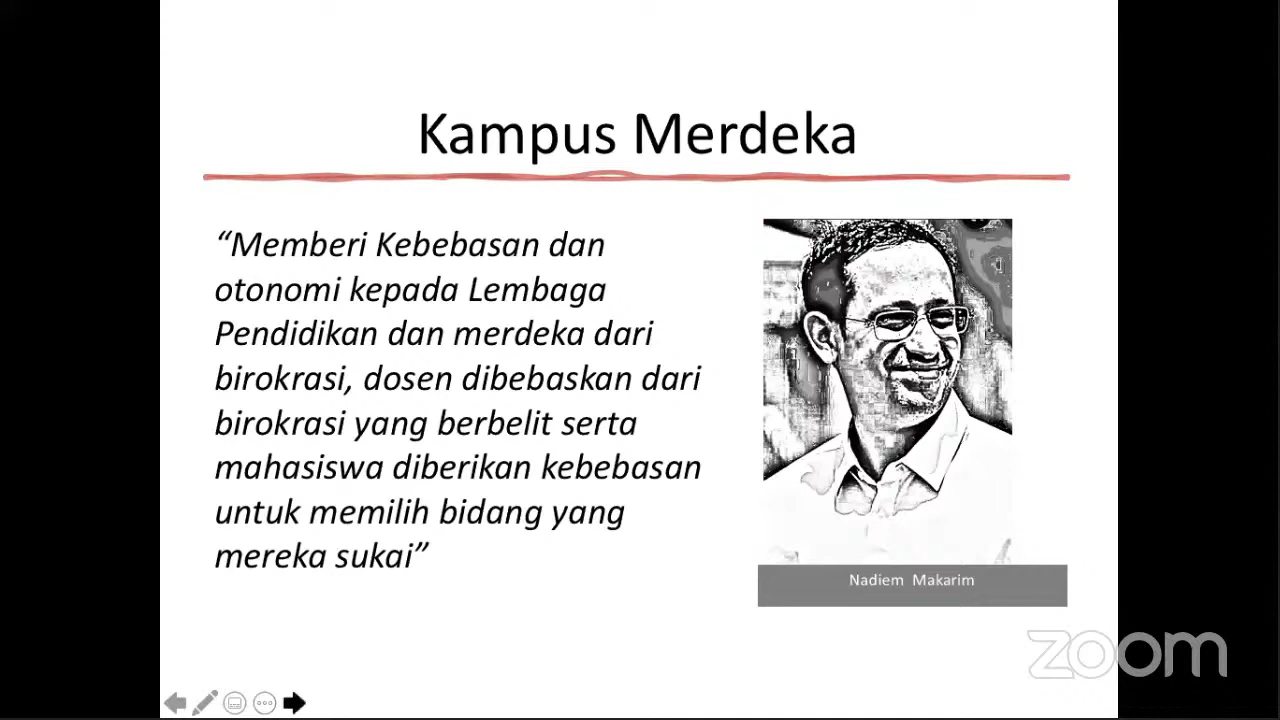 Kampus Merdeka
“Memberi Kebebasan dan
otonomi kepada Lembaga
Pendidikan dan merdeka dari
birokrasi, dosen dibebaskan dari
birokrasi yang berbelit serta
mahasiswa diberikan kebebasan
untuk memilih bidang yang
mereka sukai”
Nadiem Makarim
zoom